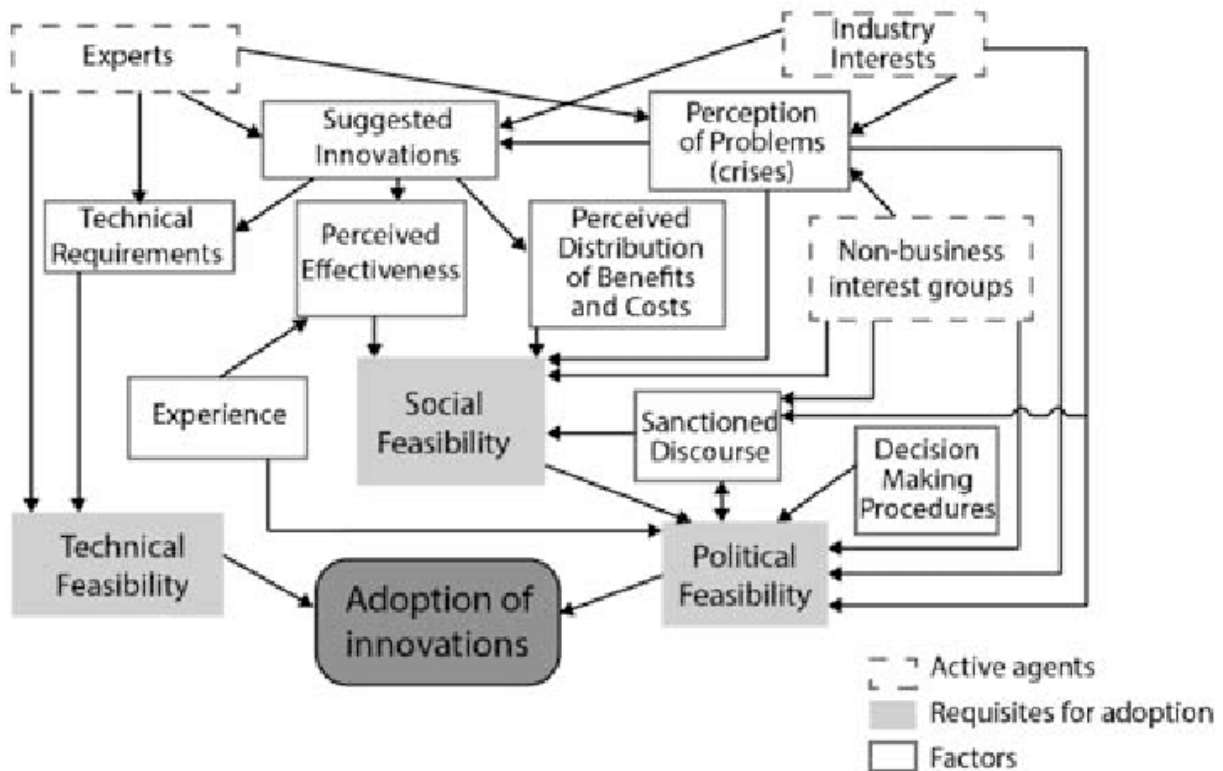 Experts
Industry
Interests
Suggested
Innovations
Perception
of Problems
(crises)
Technical
Requirements
Perceived
Effectiveness
Perceived
Distribution
of Benefits
and Costs
Non-business
interest groups
Experience
Social
Feasibility
Sanctioned
Discourse
Decision
Making
Procedures
Technical
Feasibility
Adoption of
innovations
Political
Feasibility
Active agents
Requisites for adoption
Factors